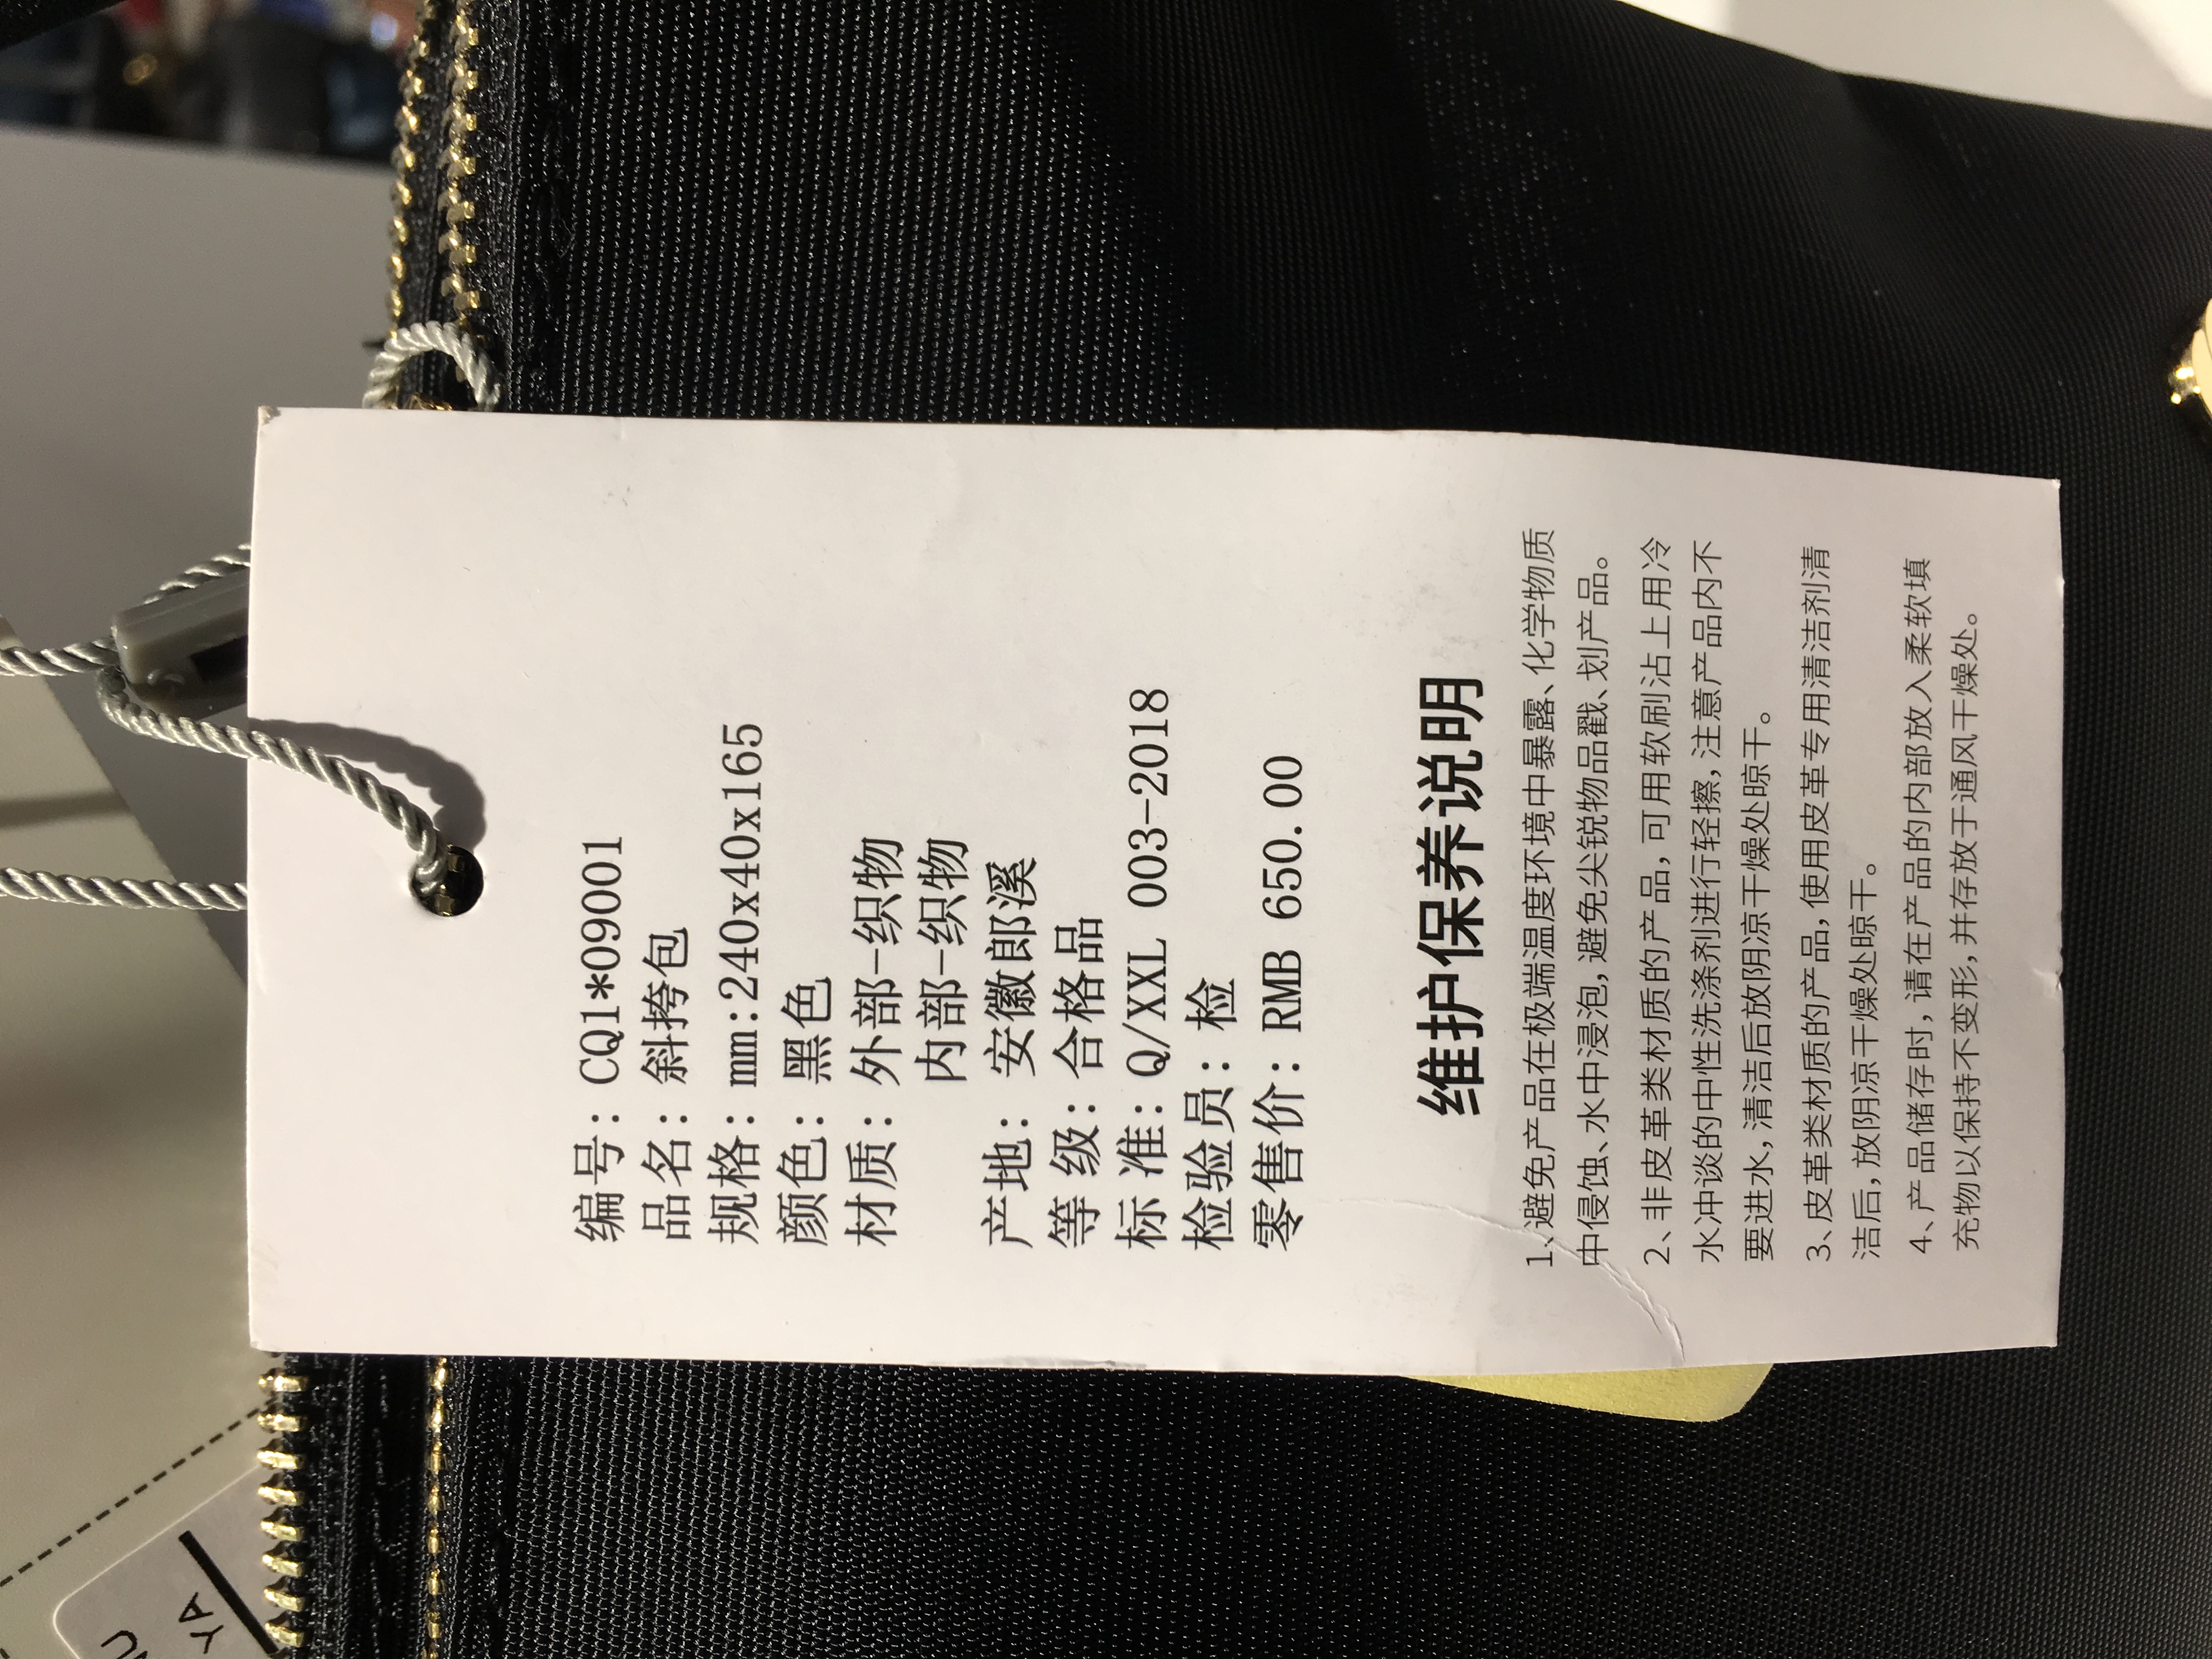 编号：CQ1*09001
品名：斜挎包
规格：mm:240x40x165
颜色：黑色
材质：外部-织物
内部-织物
产地：安徽郎溪
等 级：合格品
标 准：Q/XXL 003-2018
检验员：检
零售价：RMB 650.00
维护保养说明
1、避免产品在极端温度环境中暴露、化学物质
中侵蚀、水中浸泡，避免尖锐物品戳、划产品。
2、非皮革类材质的产品，可用软刷沾上用冷
水冲谈的中性洗涤剂进行轻擦，注意产品内不
要进水，清洁后放阴凉干燥处晾干。
3、皮革类材质的产品，使用皮革专用清洁剂清
洁后，放阴凉干燥处晾干。
4、产品储存时，请在产品的内部放入柔软填
充物以保持不变形，并存放于通风干燥处。
YA